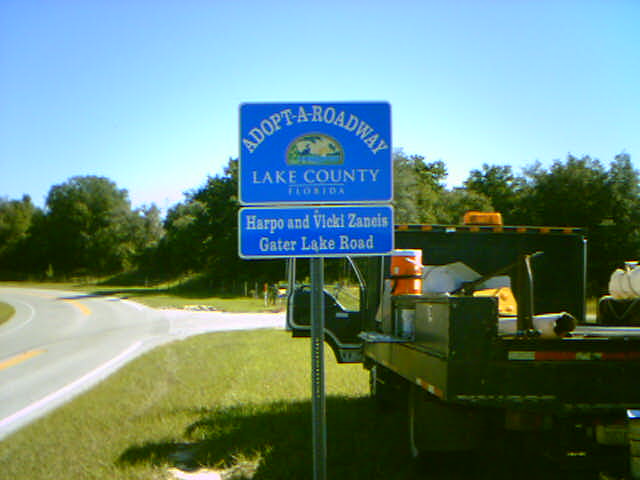 ADOPT-A-ROADWAY
LAKE COUNTY
FLORIDA
Harpo and Vicki Zaneis
Gater Lake Road